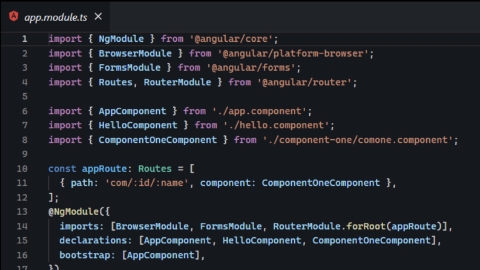 app.module.ts
1 import { NgModule } from '@angular/core';
2 import { BrowserModule } from '@angular/platform-browser';
3 import { FormsModule } from '@angular/forms';
4 import { Routes, RouterModule } from '@angular/router';
5
6 import { AppComponent } from './app.component';
7 import { HelloComponent } from './hello.component';
8 import { ComponentOneComponent } from './component-one/comone.component';
9
10 const appRoute: Routes = [
11 { path: 'com/:id/:name', component: ComponentOneComponent },
12 ];
13 @NgModule({
14 imports: [BrowserModule, FormsModule, RouterModule.forRoot(appRoute)],
15 declarations: [AppComponent, HelloComponent, ComponentOneComponent],
16 bootstrap: [AppComponent],
17 })